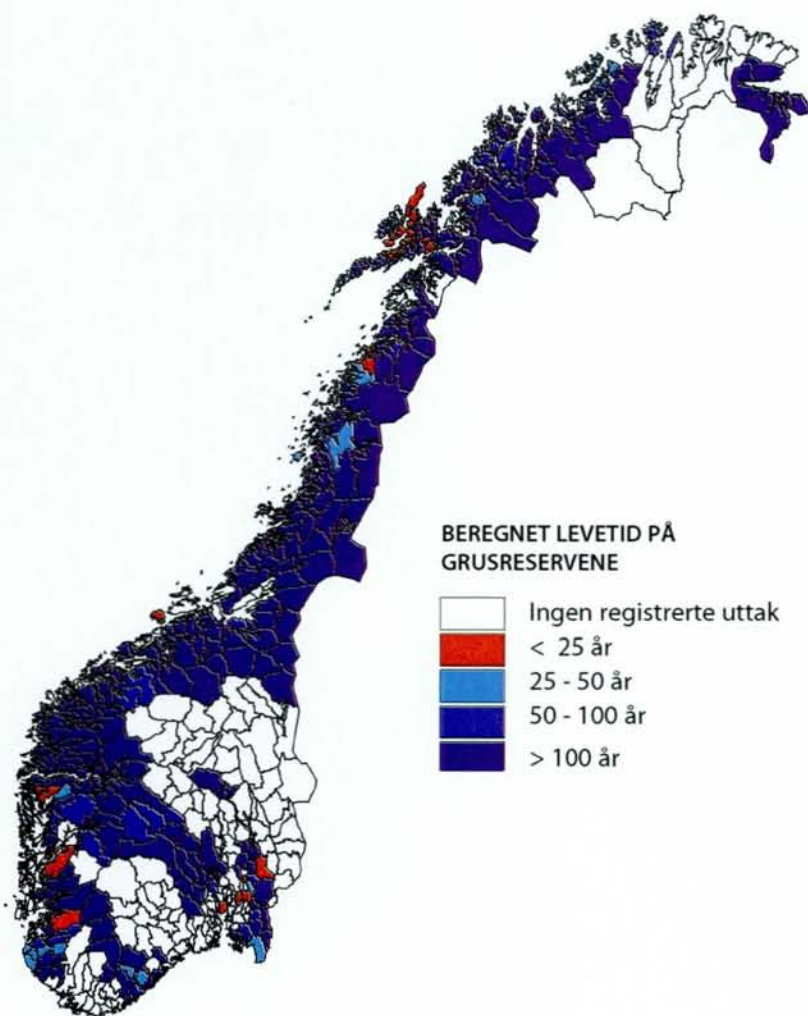 BEREGNET LEVETID PÅ
GRUSRESERVENE
Ingen registrerte uttak
< 25 år
25 - 50 år
50 - 100 år
> 100 år